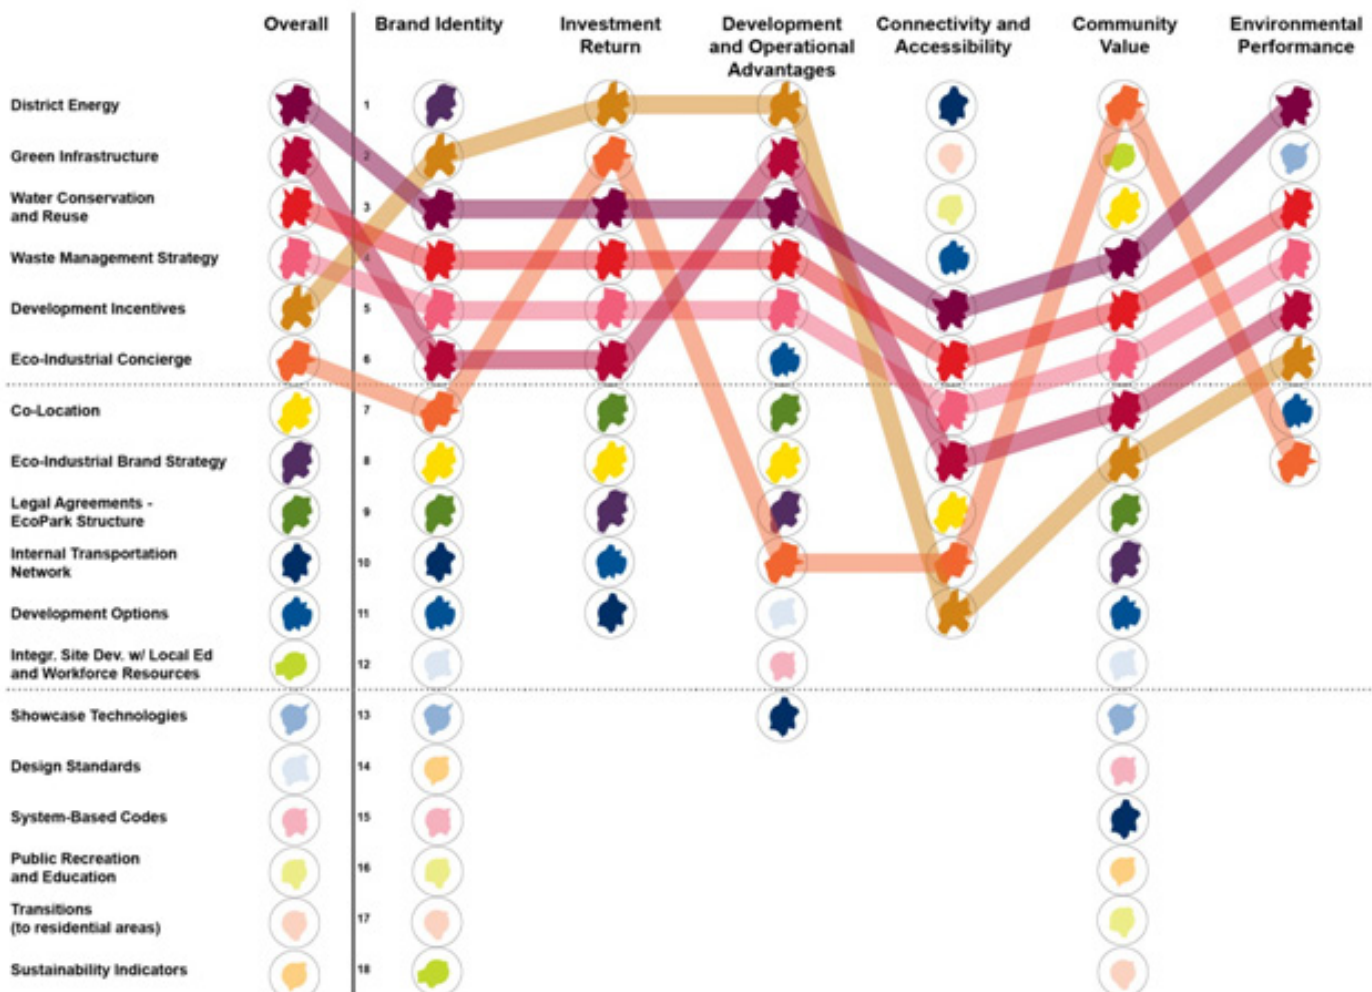 Overall
Brand Identity
Investment
Return
Development
and Operational
Advantages
Connectivity and
Accessibility
Community
Value
Environmental
Performance
District Energy
1
Green Infrastructure
2
Water Conservation
and Reuse
3
Waste Management Strategy
4
Development Incentives
5
Eco-Industrial Concierge
6
Co-Location
7
Eco-Industrial Brand Strategy
8
Legal Agreements -
EcoPark Structure
9
Internal Transportation
Network
10
Development Options
11
Integr. Site Dev. w/ Local Ed
and Workforce Resources
12
Showcase Technologies
13
Design Standards
14
System-Based Codes
15
Public Recreation
and Education
16
Transitions
(to residential areas)
17
Sustainability Indicators
18